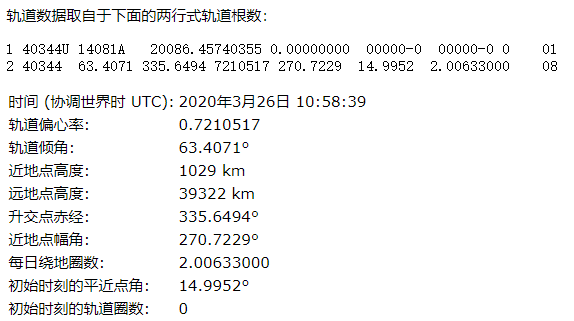 轨道数据取自于下面的两行式轨道根数:
1 40344U 14081A   20086.45740355 0.00000000  00000-0  00000-0 0    01
2 40344  63.4071 335.6494 7210517 270.7229  14.9952  2.00633000    08
时间 (协调世界时 UTC): 2020年3月26日 10:58:39
轨道偏心率: 0.7210517
轨道倾角: 63.4071°
近地点高度: 1029 km
远地点高度: 39322 km
升交点赤经: 335.6494°
近地点幅角: 270.7229°
每日绕地圈数: 2.00633000
初始时刻的平近点角: 14.9952°
初始时刻的轨道圈数: 0